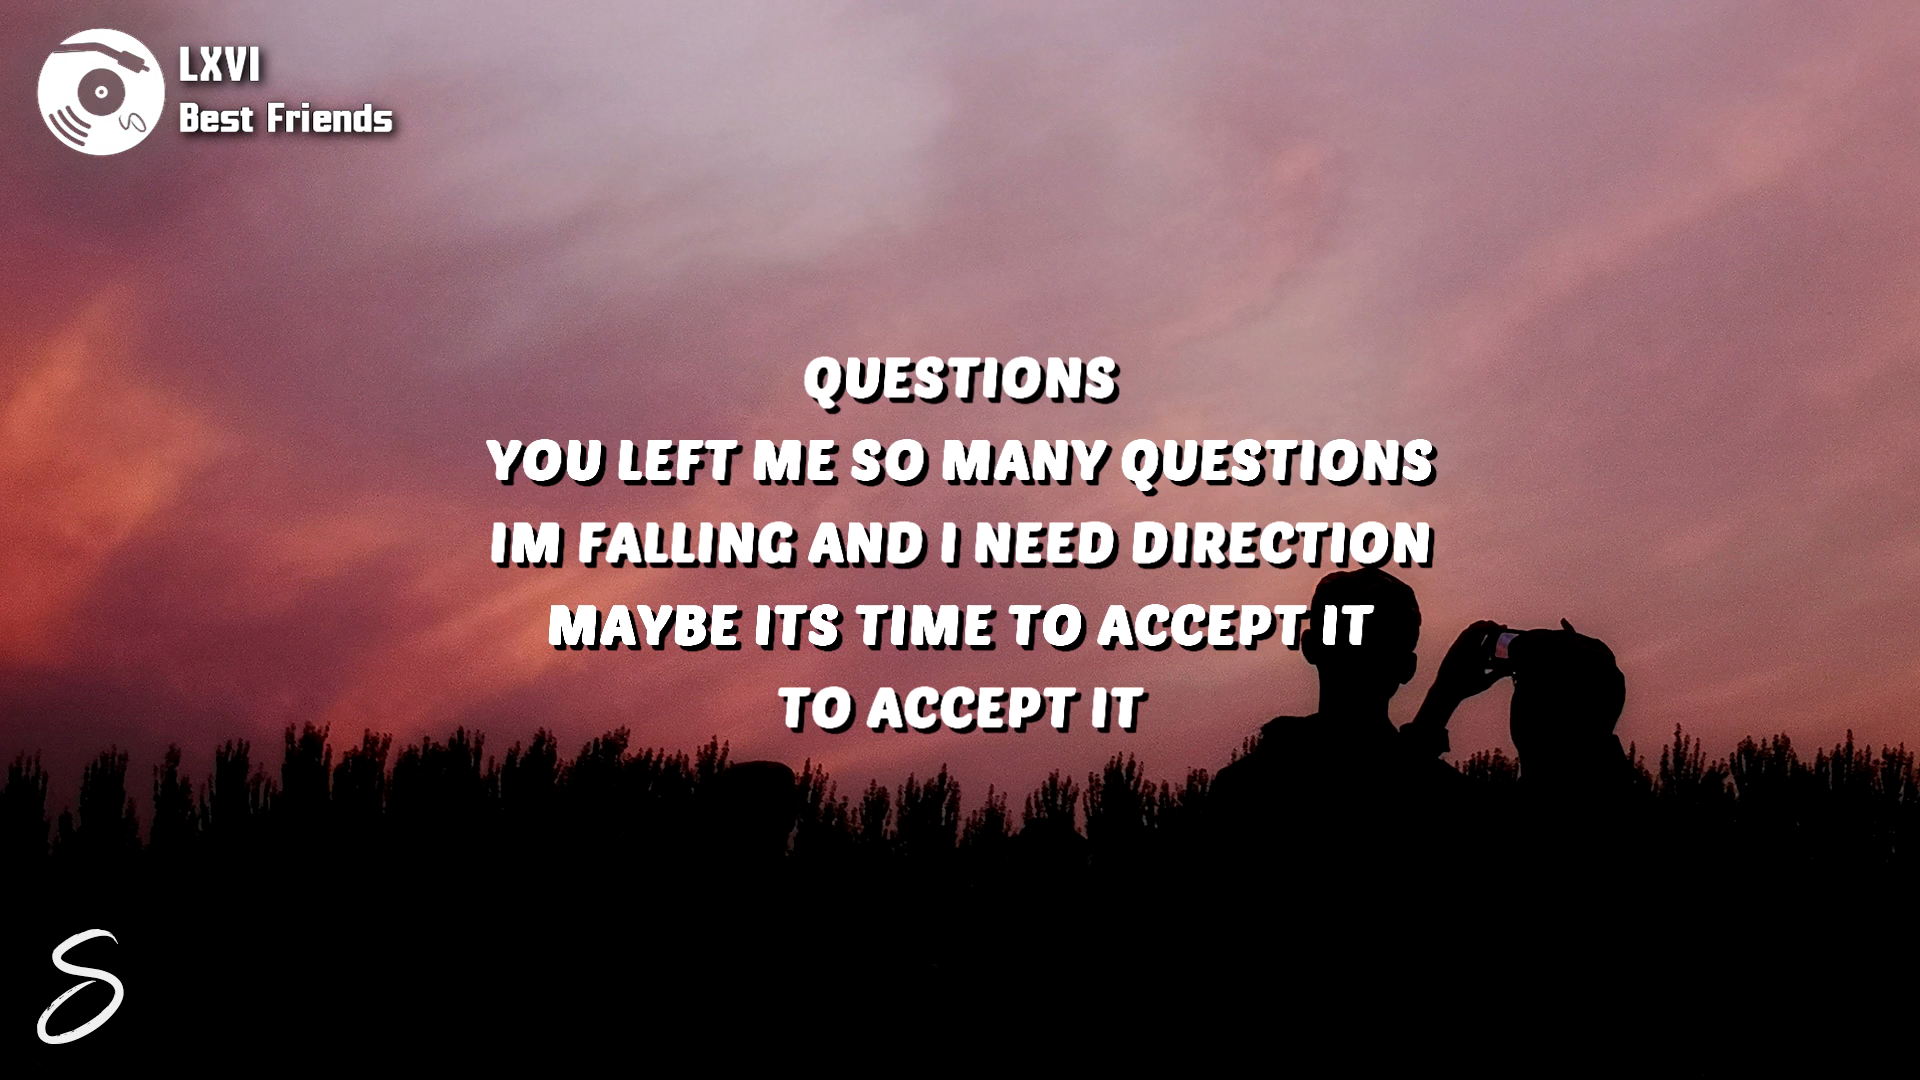 LXVI
Best Friends
QUESTIONS
YOU LEFT ME SO MANY QUESTIONS
IM FALLING AND I NEED DIRECTION
MAYBE ITS TIME TO ACCEPT IT
TO ACCEPT IT
S